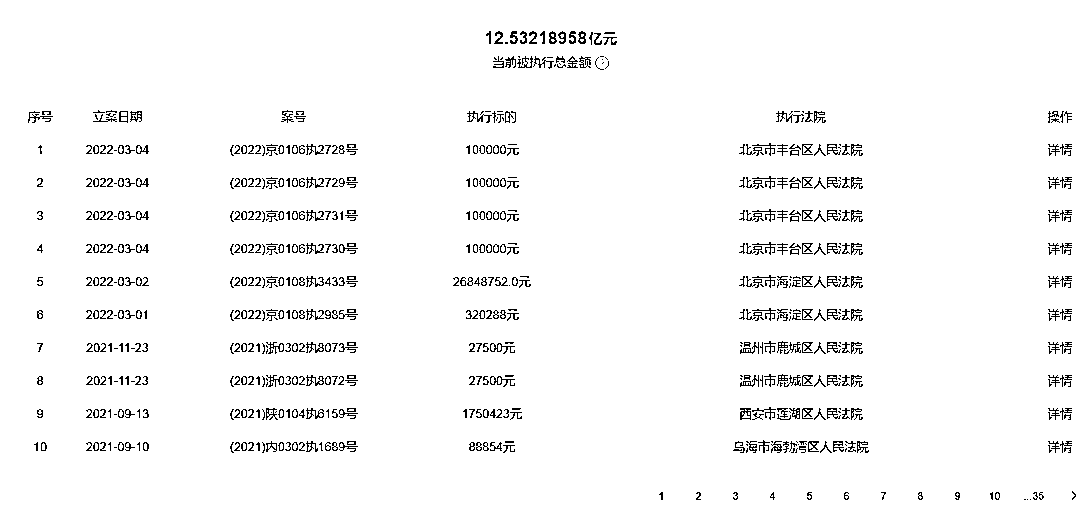 12.53218958亿元
当前被执行总金额 ?
序号 立案日期 案号 执行标的 执行法院 操作
1 2022-03-04 (2022)京0106执2728号 100000元 北京市丰台区人民法院 详情
2 2022-03-04 (2022)京0106执2729号 100000元 北京市丰台区人民法院 详情
3 2022-03-04 (2022)京0106执2731号 100000元 北京市丰台区人民法院 详情
4 2022-03-04 (2022)京0106执2730号 100000元 北京市丰台区人民法院 详情
5 2022-03-02 (2022)京0108执3433号 26848752.0元 北京市海淀区人民法院 详情
6 2022-03-01 (2022)京0108执2985号 320288元 北京市海淀区人民法院 详情
7 2021-11-23 (2021)浙0302执8073号 27500元 温州市鹿城区人民法院 详情
8 2021-11-23 (2021)浙0302执8072号 27500元 温州市鹿城区人民法院 详情
9 2021-09-13 (2021)陕0104执6159号 1750423元 西安市莲湖区人民法院 详情
10 2021-09-10 (2021)内0302执1689号 88854元 乌海市海勃湾区人民法院 详情
1 2 3 4 5 6 7 8 9 10 ...35 >